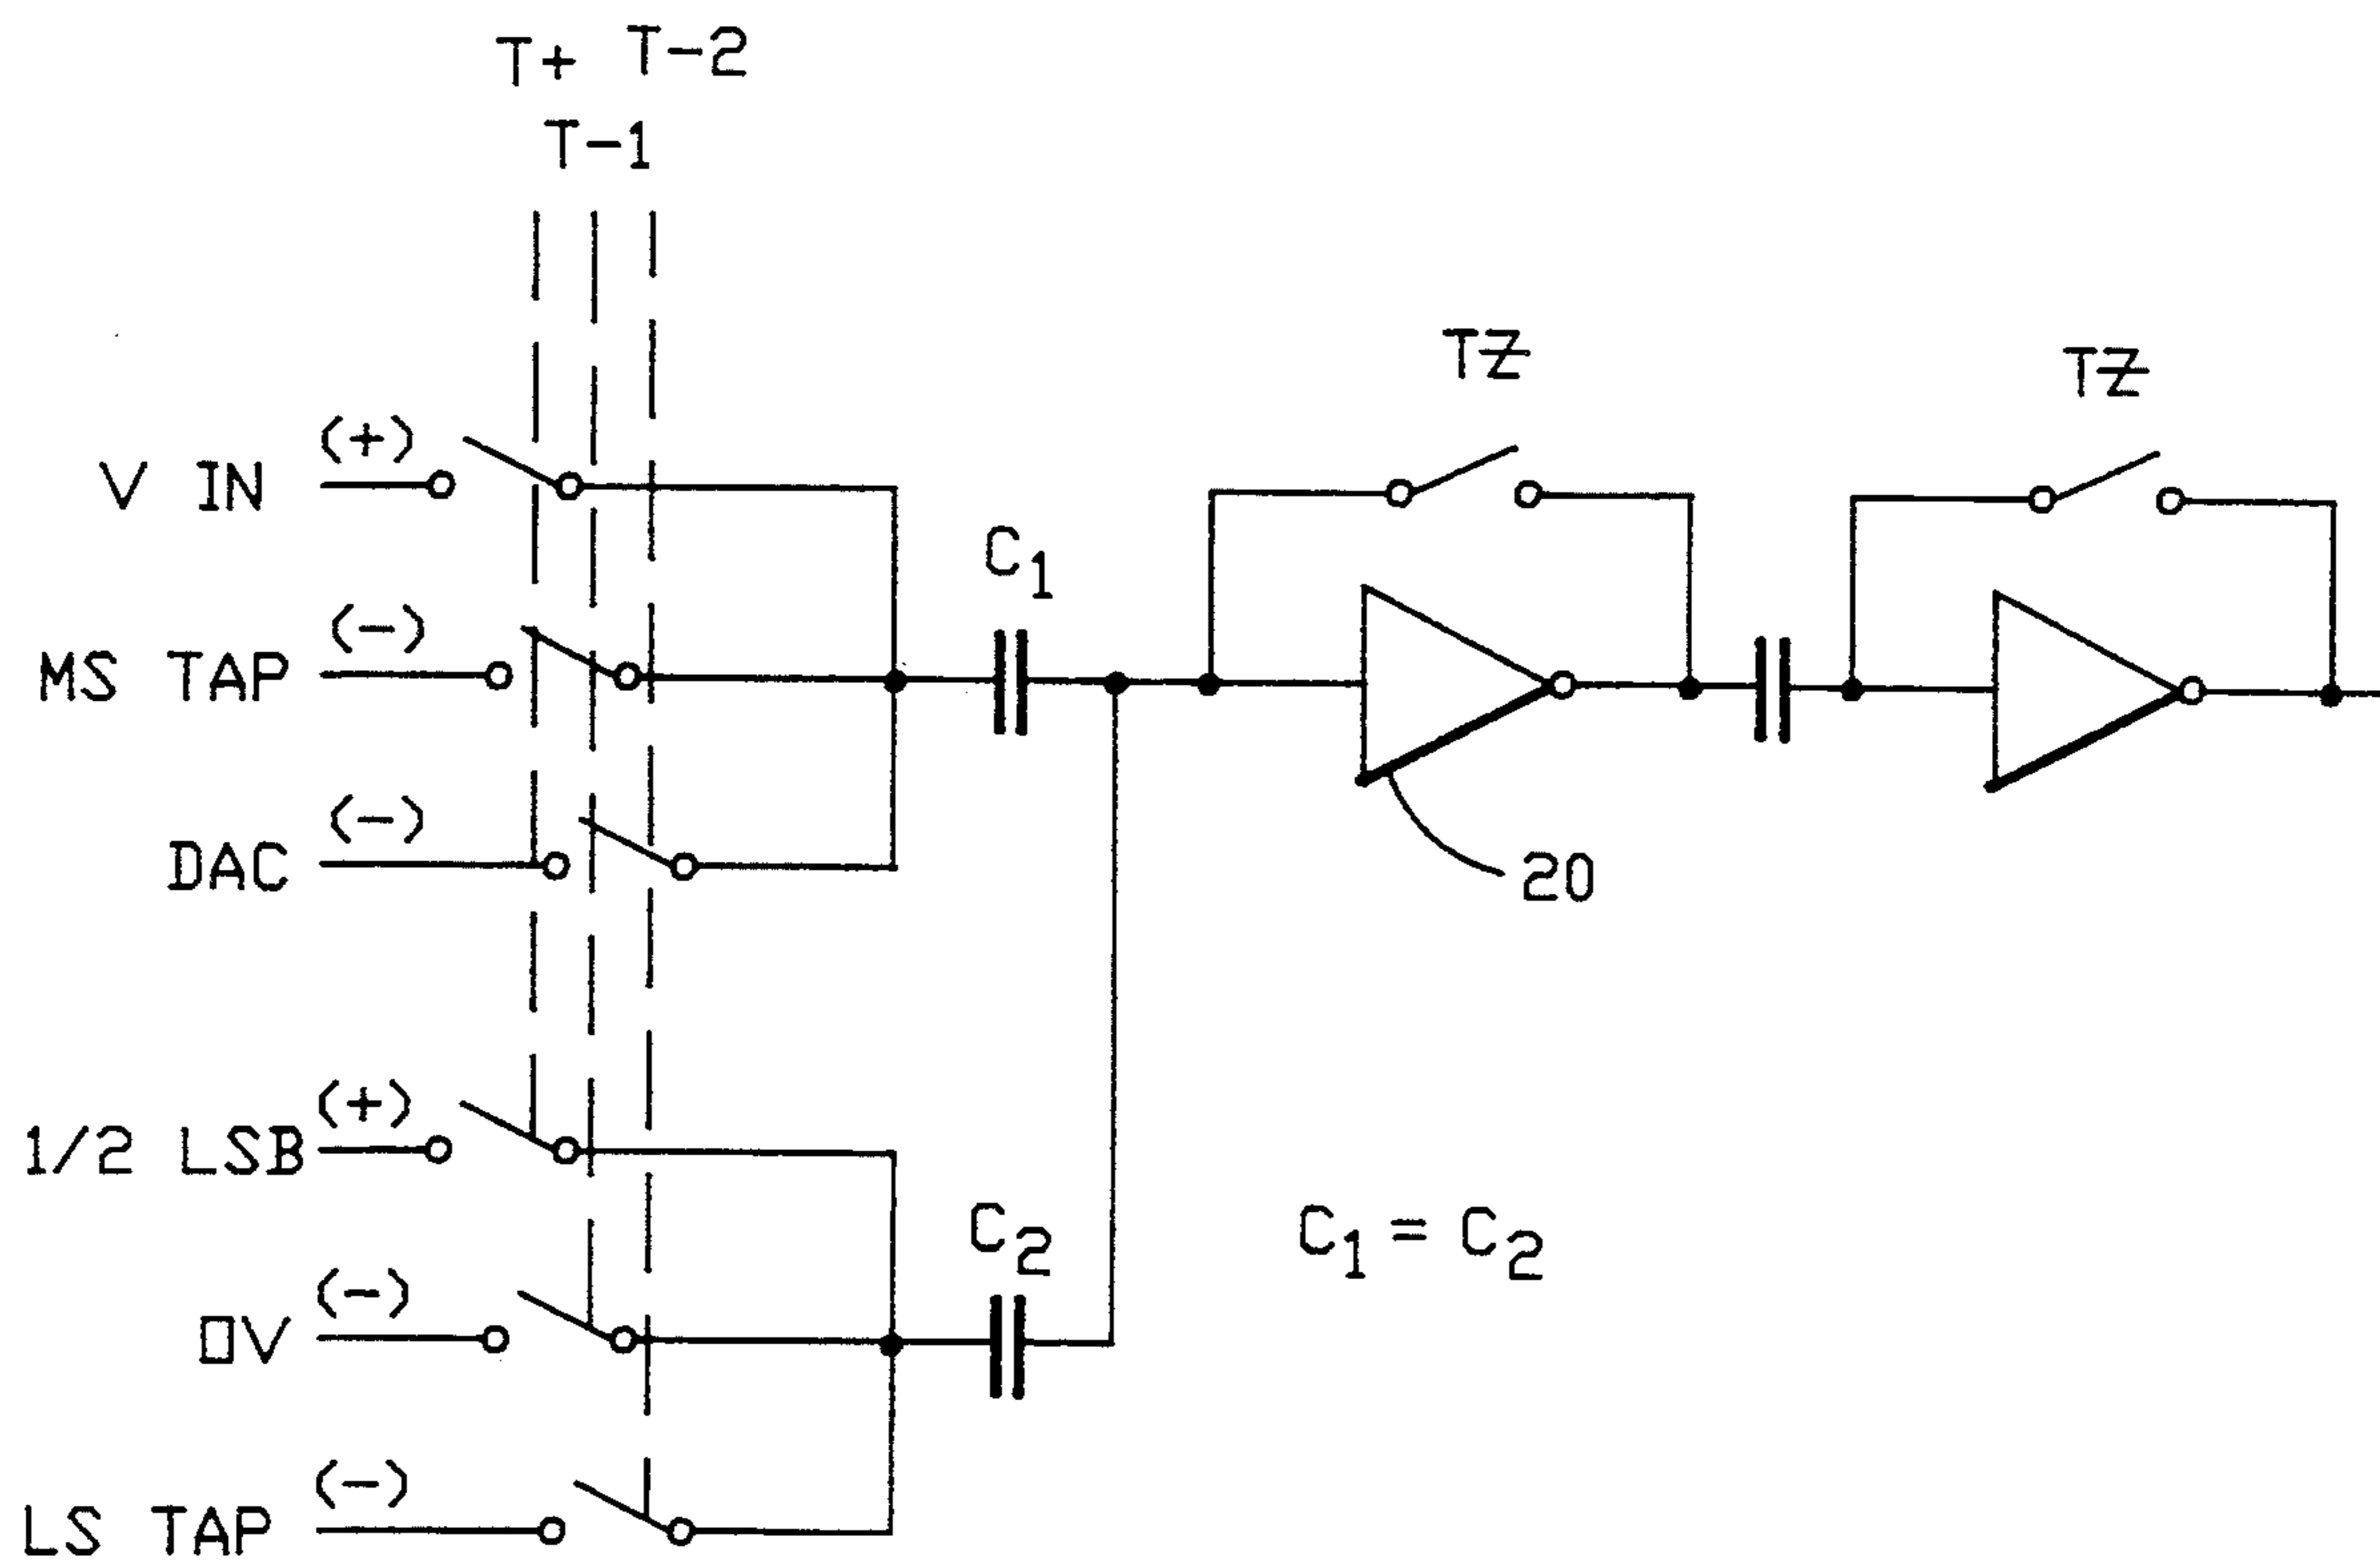 T+ T-2
T-1
TZ
TZ
(+)
V IN
C1
(-)
MS TAP
(-)
DAC
20
(+)
1/2 LSB
C2
C1 = C2
(-)
0V
(-)
LS TAP